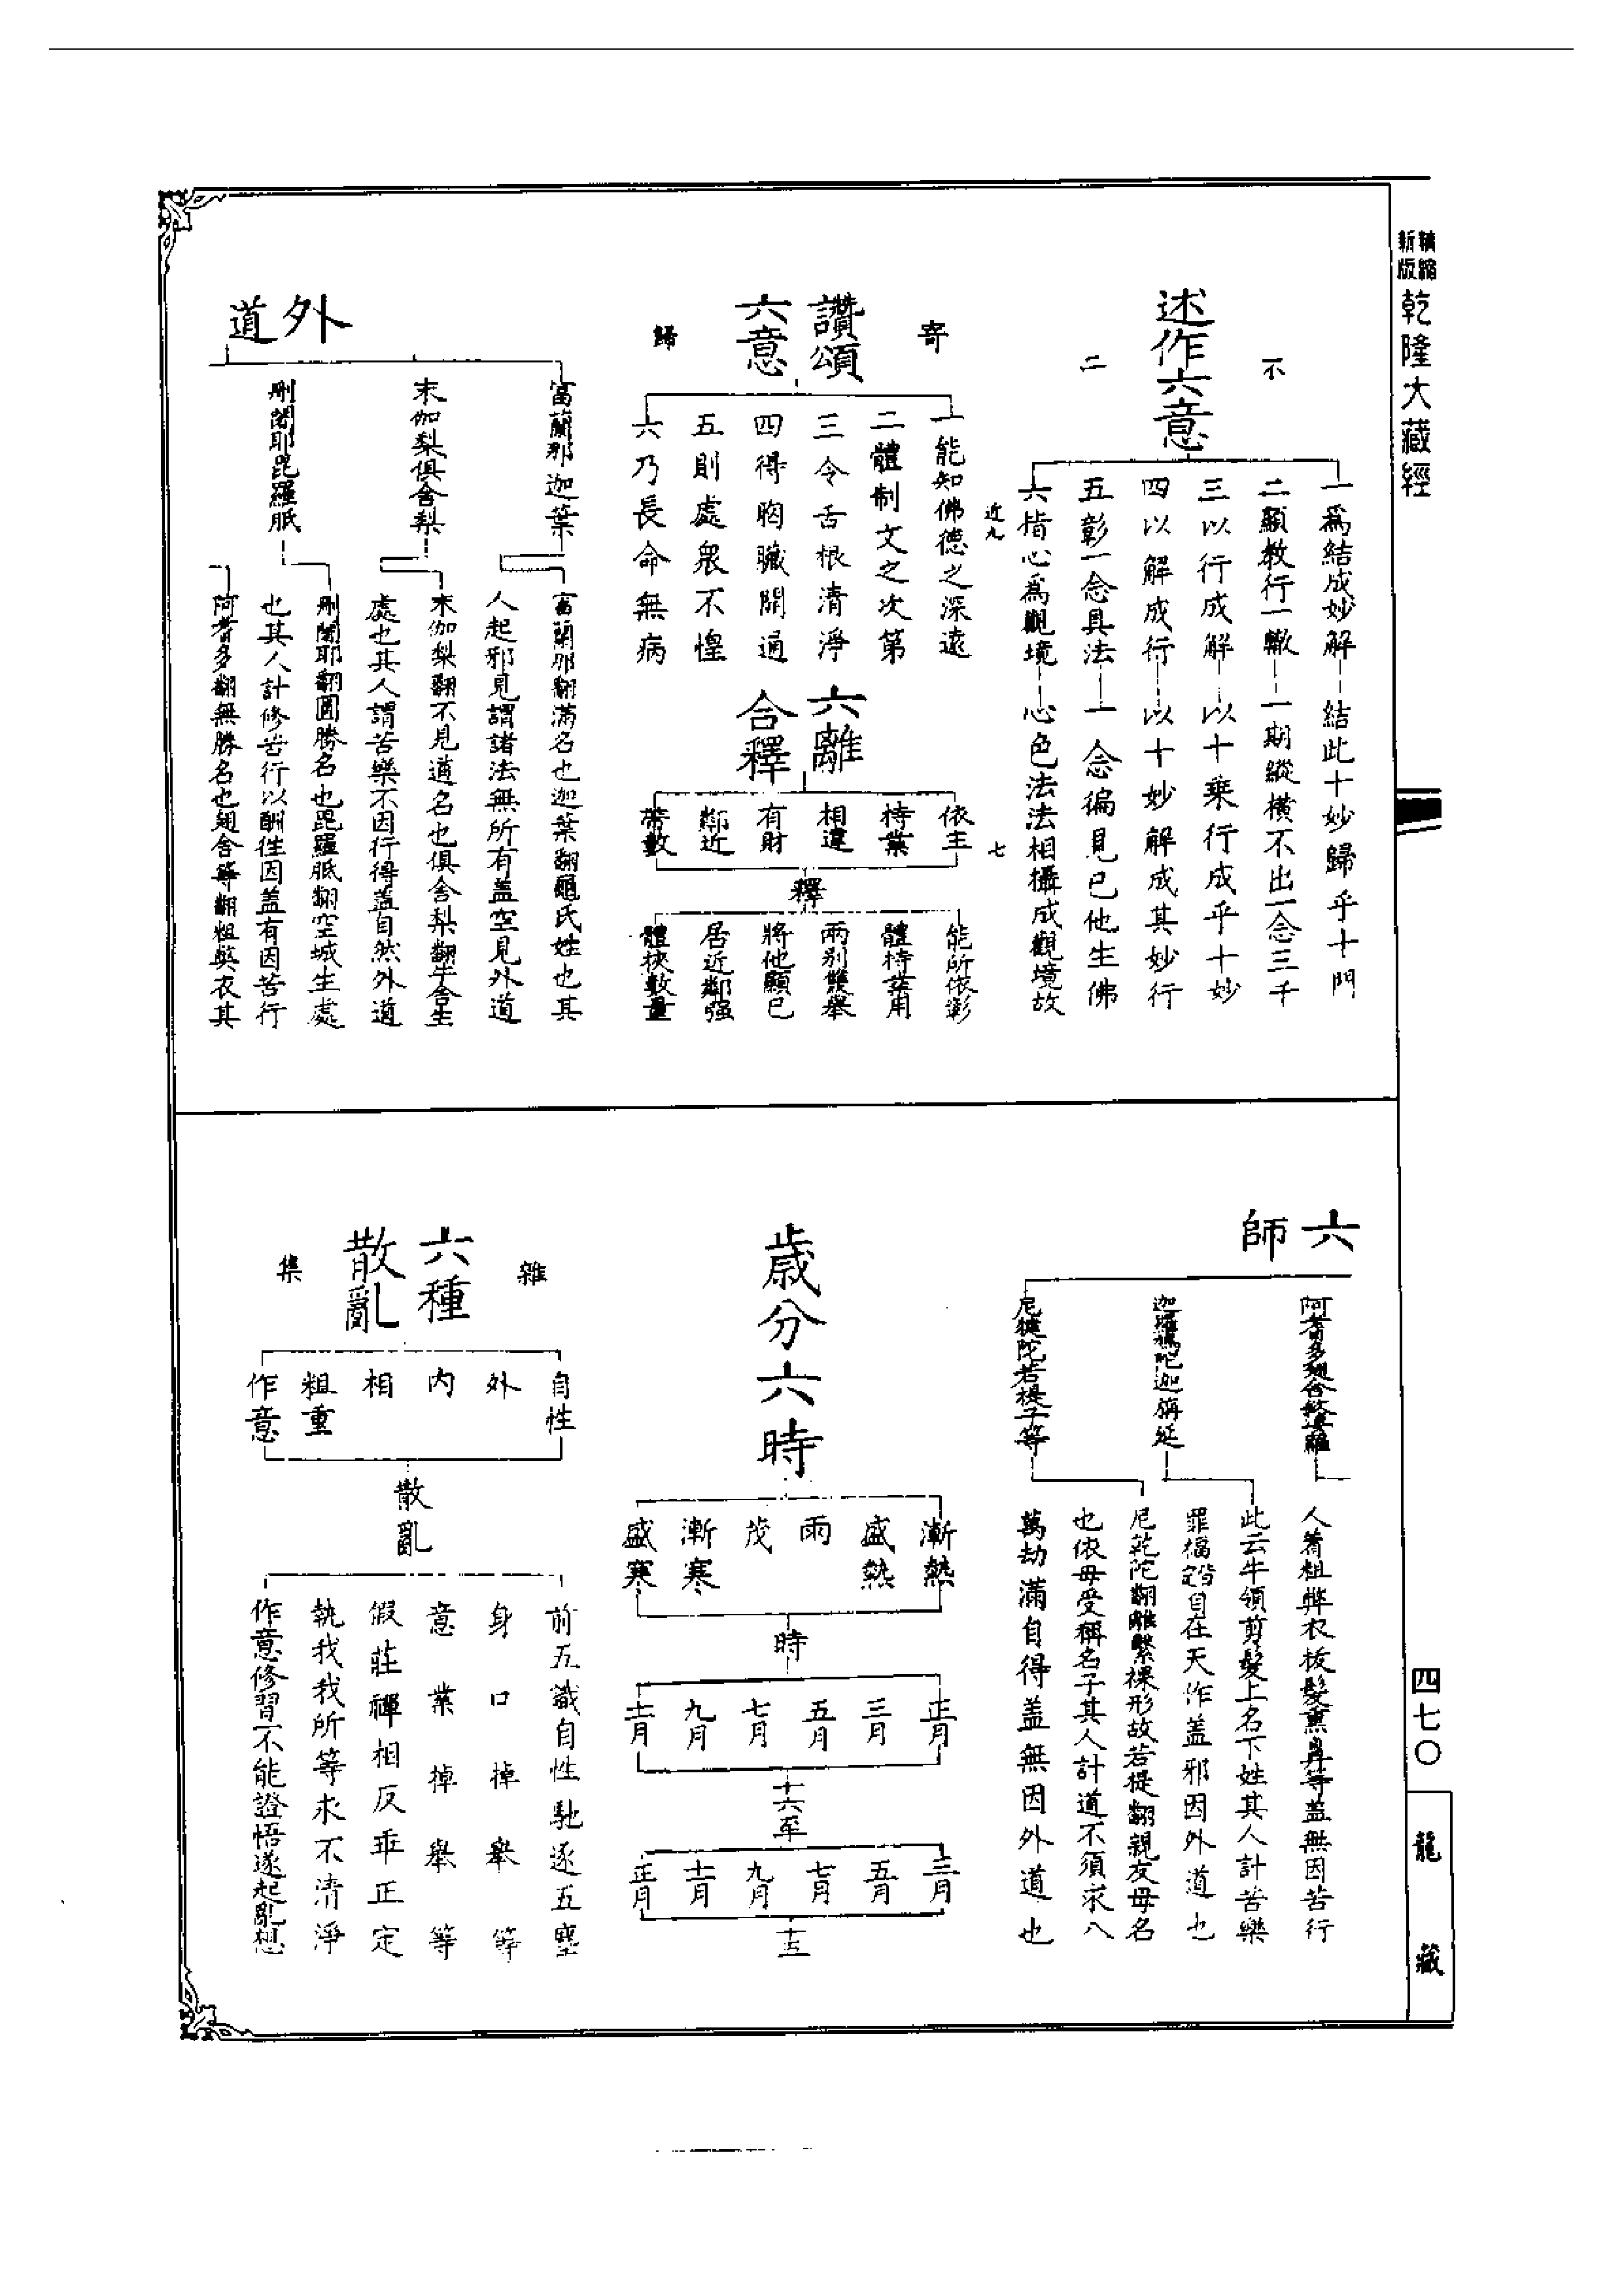 精縮新版
乾隆大藏經
不
述作六意
二
一為結成妙解
二顯教行一轍
三以行成解
四以解成行
五彰一念具法
六指心為觀境
結此十妙歸乎十門
一期縱橫不出一念三千
以十乘行成乎十妙
以十妙解成其妙行
一念徧見已他生佛
心色法法相攝成觀境故
近九
七
寄
讚頌
六意
歸
一能知佛德之深遠
二體制文之次第
三令舌根清淨
四得胸臟開通
五則處眾不惶
六乃長命無病
六離
合釋
依主
持業
相違
有財
鄰近
帶數
釋
能所依彰
體持業用
兩別雙舉
將他顯已
居近鄰強
體挾數量
外道
富蘭那迦葉
末伽梨俱舍梨
刪闍耶毘羅胝
富蘭那翻滿名也迦葉翻龜氏姓也其
人起邪見謂諸法無所有蓋空見外道
末伽梨翻不見道名也俱舍梨翻牛舍生
處也其人謂苦樂不因行得蓋自然外道
刪闍耶翻圓勝名也毘羅胝翻空城生處
也其人計修苦行以酬往因蓋有因苦行
阿耆多翻無勝名也翅舍等翻粗弊衣其
六師
阿耆多翅舍欽婆羅
迦羅鳩陀迦旃延
尼犍陀若提子等
人著粗弊衣拔髮熏鼻等蓋無因苦行
此云牛領剪髮上名下姓其人計苦樂
罪福皆自在天作蓋邪因外道也
尼乾陀翻離繫裸形故若提翻親友母名
也依母受稱名子其人計道不須求八
萬劫滿自得蓋無因外道也
歲分六時
漸熱
盛熱
雨
茂
漸寒
盛寒
時
正月
三月
五月
七月
九月
十一月
十六至
三月
五月
七月
九月
十一月
正月
十五
雜
六種
散亂
集
自性
外
內
相
粗重
作意
散亂
前五識自性馳逐五塵
身口掉舉等
意業掉舉等
假莊禪相反乖正定
執我我所等求不清淨
作意修習不能證悟遂起亂想
四七〇
龍藏